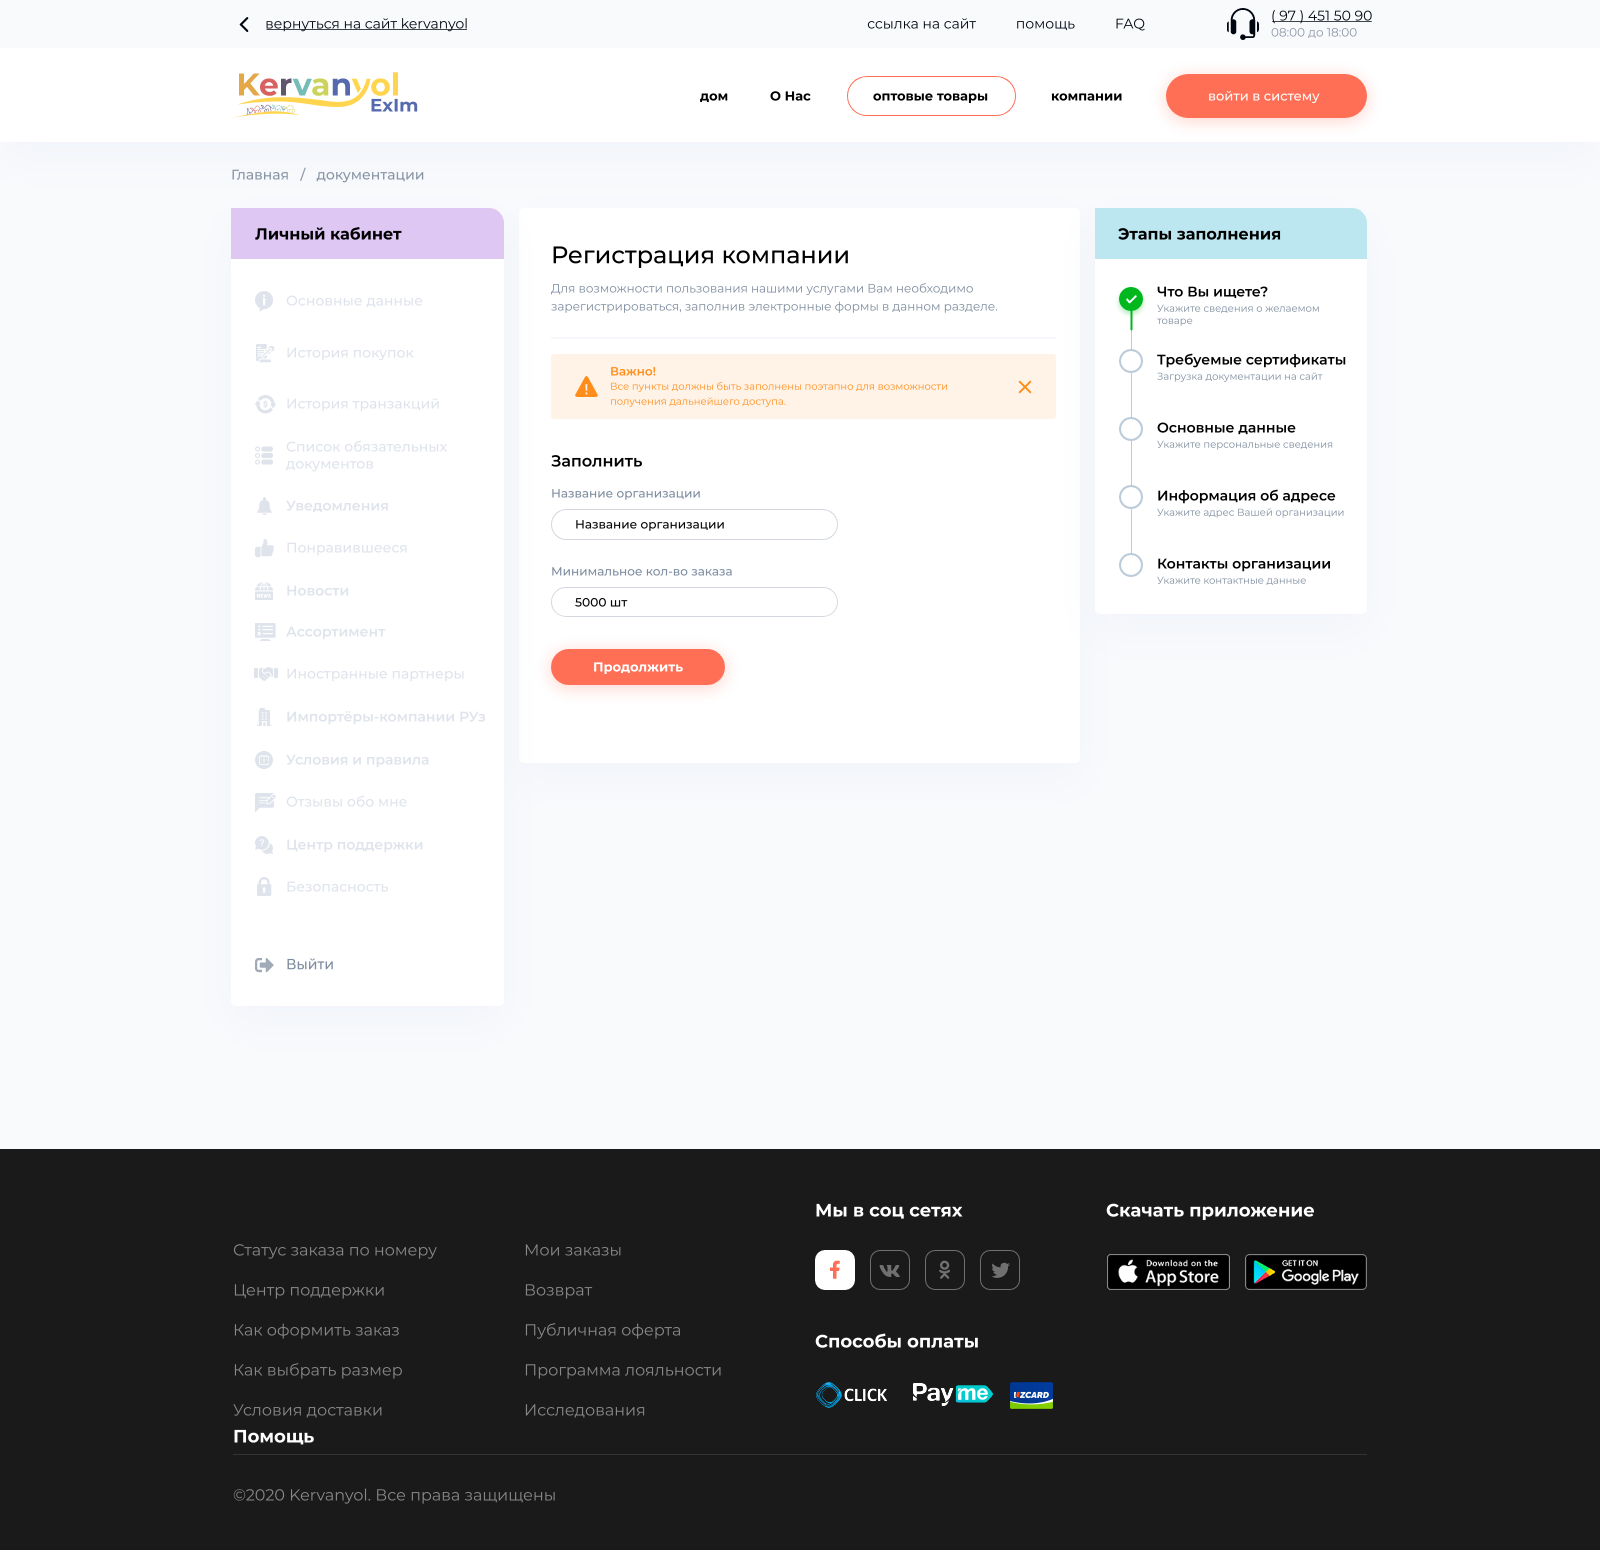 вернуться на сайт kervanyol
ссылка на сайт
помощь
FAQ
( 97 ) 451 50 90
08:00 до 18:00
Kervanyol
ExIm
дом
О Нас
оптовые товары
компании
войти в систему
Главная / документации
Личный кабинет
Основные данные
История покупок
История транзакций
Список обязательных
документов
Уведомления
Понравившееся
Новости
Ассортимент
Иностранные партнеры
Импортёры-компании РУз
Условия и правила
Отзывы обо мне
Центр поддержки
Безопасность
Выйти
Регистрация компании
Для возможности пользования нашими услугами Вам необходимо
зарегистрироваться, заполнив электронные формы в данном разделе.
Важно!
Все пункты должны быть заполнены поэтапно для возможности
получения дальнейшего доступа.
Заполнить
Название организации
Название организации
Минимальное кол-во заказа
5000 шт
Продолжить
Этапы заполнения
Что Вы ищете?
Укажите сведения о желаемом
товаре
Требуемые сертификаты
Загрузка документации на сайт
Основные данные
Укажите персональные сведения
Информация об адресе
Укажите адрес Вашей организации
Контакты организации
Укажите контактные данные
Статус заказа по номеру
Центр поддержки
Как оформить заказ
Как выбрать размер
Условия доставки
Помощь
Мои заказы
Возврат
Публичная оферта
Программа лояльности
Исследования
Мы в соц сетях
Способы оплаты
CLICK
Payme
UZCARD
Скачать приложение
Download on the
App Store
GET IT ON
Google Play
©2020 Kervanyol. Все права защищены